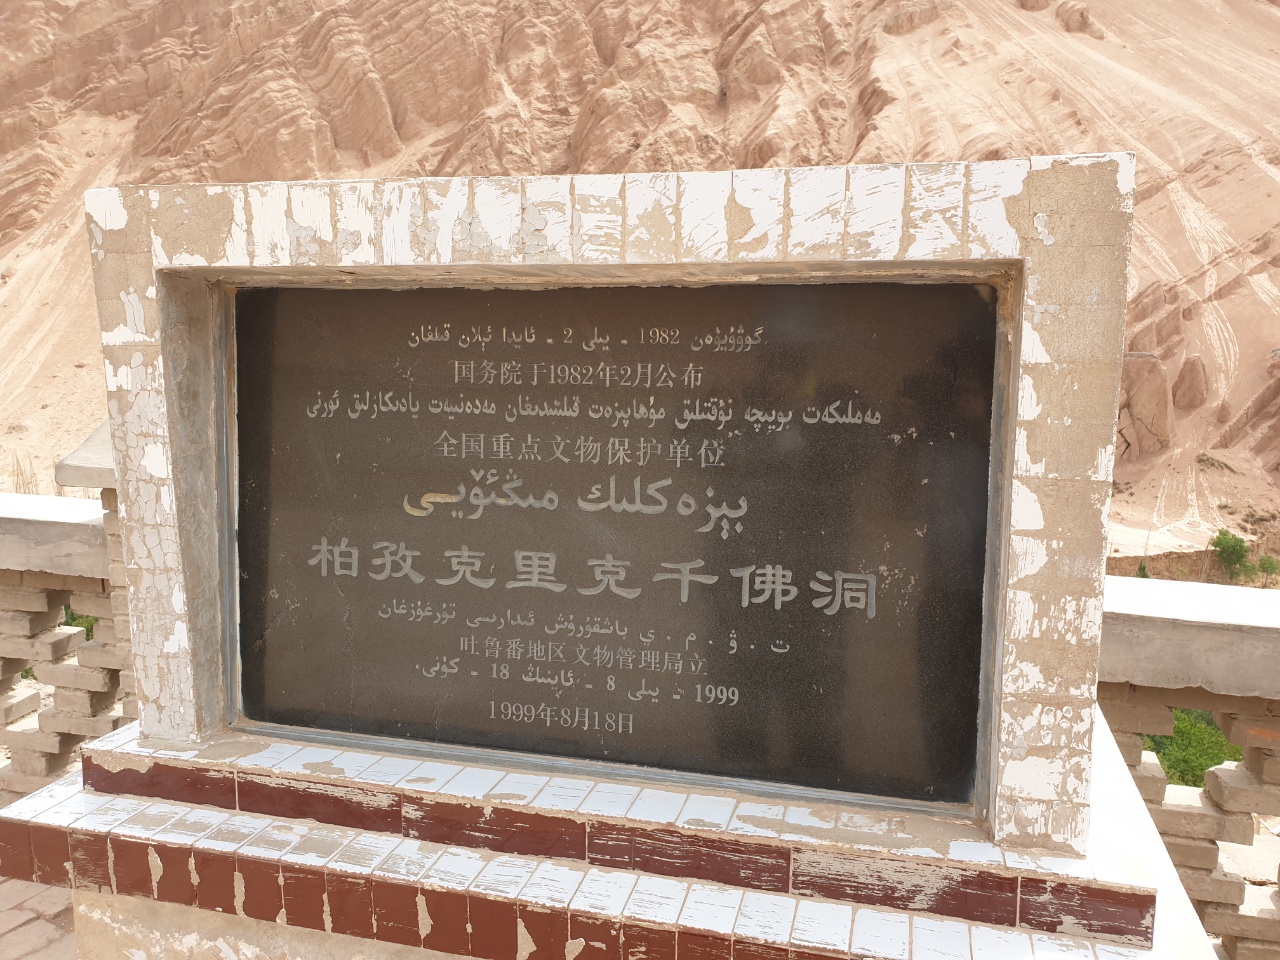 گوۋۇيۈەن 1982 ـ يىلى 2 ـ ئايدا ئېلان قىلغان
国务院于1982年2月公布
مەملىكەت بويىچە نۇقتىلىق مۇھاپىزەت قىلىنىدىغان مەدەنىيەت يادىكارلىق ئورنى
全国重点文物保护单位
بېزەكلىك مىڭئۆيى
柏孜克里克千佛洞
ت . ۋ . م . ي باشقۇرۇش ئىدارىسى تۇرغۇزغان
吐鲁番地区文物管理局立
1999 ـ يىلى 8 ـ ئاينىڭ 18 ـ كۈنى.
1999年8月18日